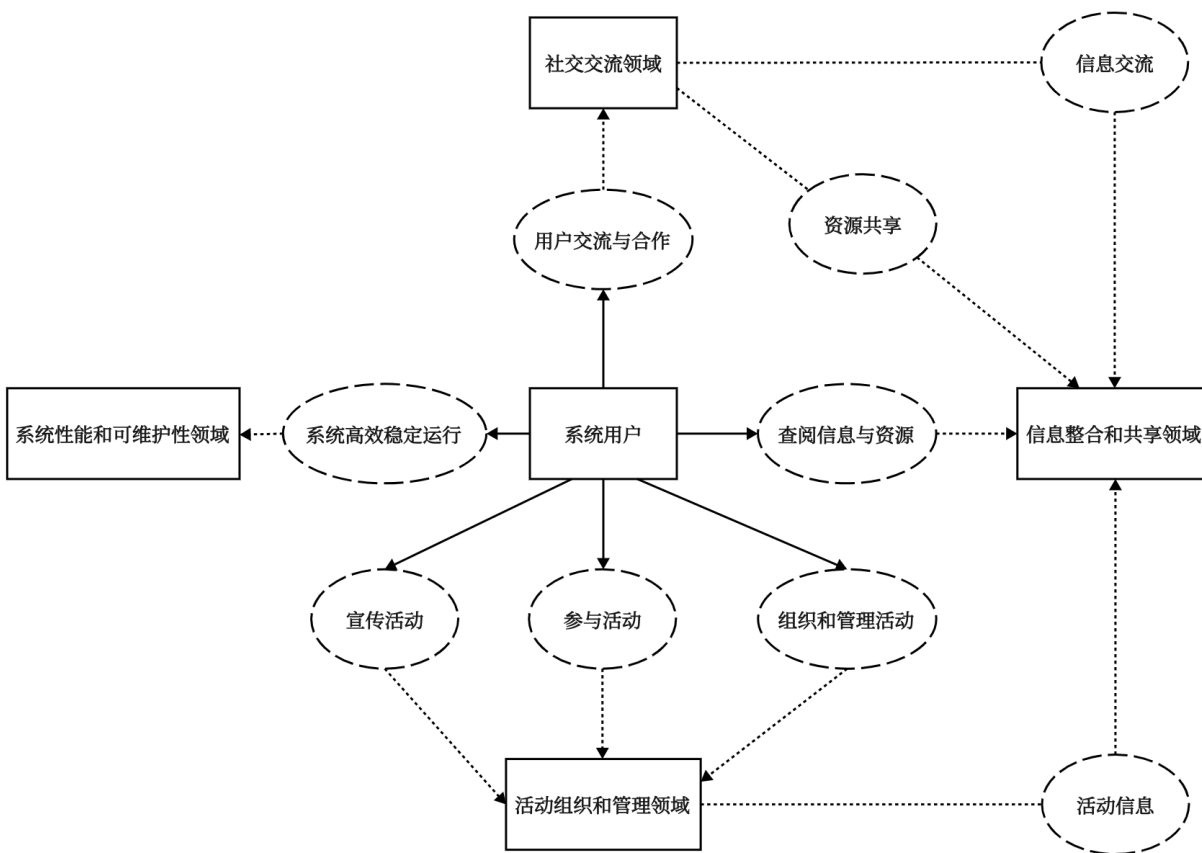 社交交流领域
信息交流
资源共享
用户交流与合作
系统性能和可维护性领域
系统高效稳定运行
系统用户
查阅信息与资源
信息整合和共享领域
宣传活动
参与活动
组织和管理活动
活动组织和管理领域
活动信息